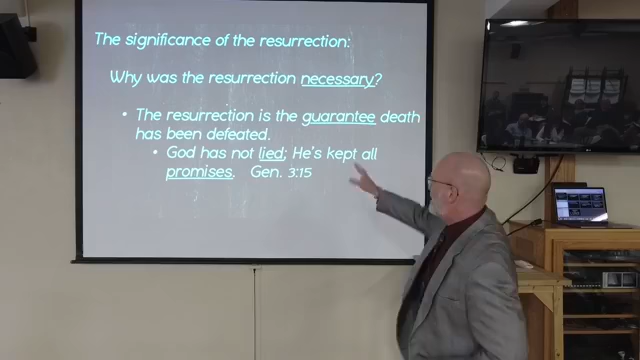 The significance of the resurrection:
Why was the resurrection necessary?
• The resurrection is the guarantee death
has been defeated.
• God has not lied; He's kept all
promises. Gen. 3:15